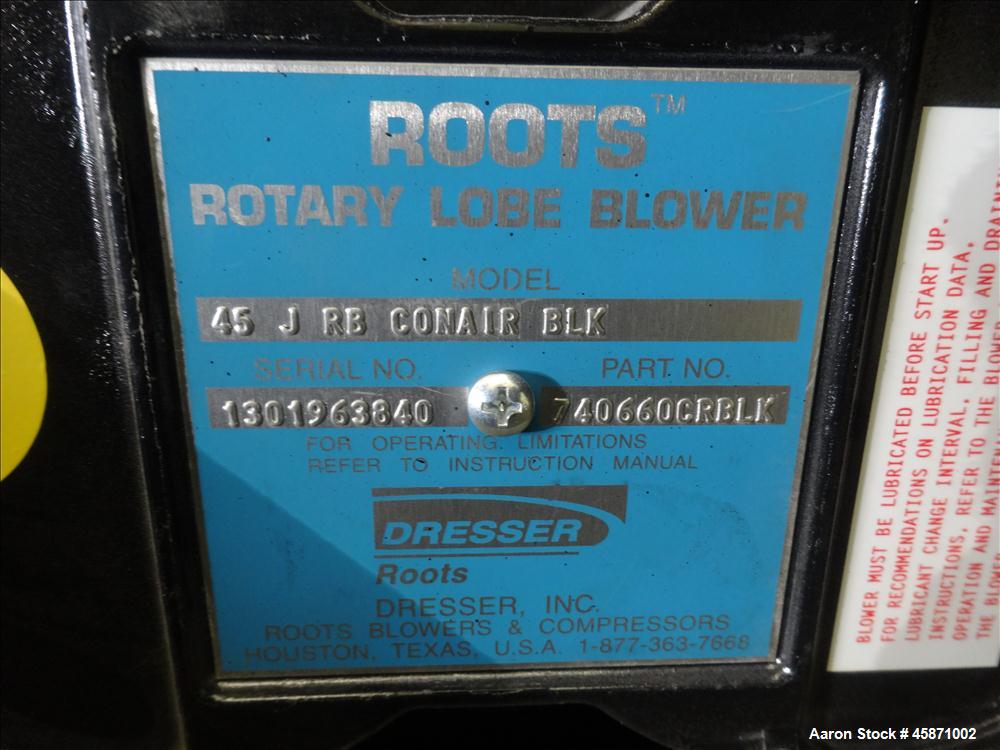 ROOTS™
ROTARY LOBE BLOWER
MODEL
45 J RB CONAIR BLK
SERIAL NO. PART NO.
1301963840 740660CRBLK
FOR OPERATING LIMITATIONS
REFER TO INSTRUCTION MANUAL
DRESSER
Roots
DRESSER, INC.
ROOTS BLOWERS & COMPRESSORS
HOUSTON, TEXAS, U.S.A. 1-877-363-7668
BLOWER MUST BE LUBRICATED BEFORE START UP.
FOR RECOMMENDATIONS ON LUBRICATION DATA,
LUBRICANT CHANGE INTERVAL, FILLING AND
INSTRUCTIONS, REFER TO THE BLOWER
OPERATION AND
THE BLOWER
Aaron Stock # 45871002